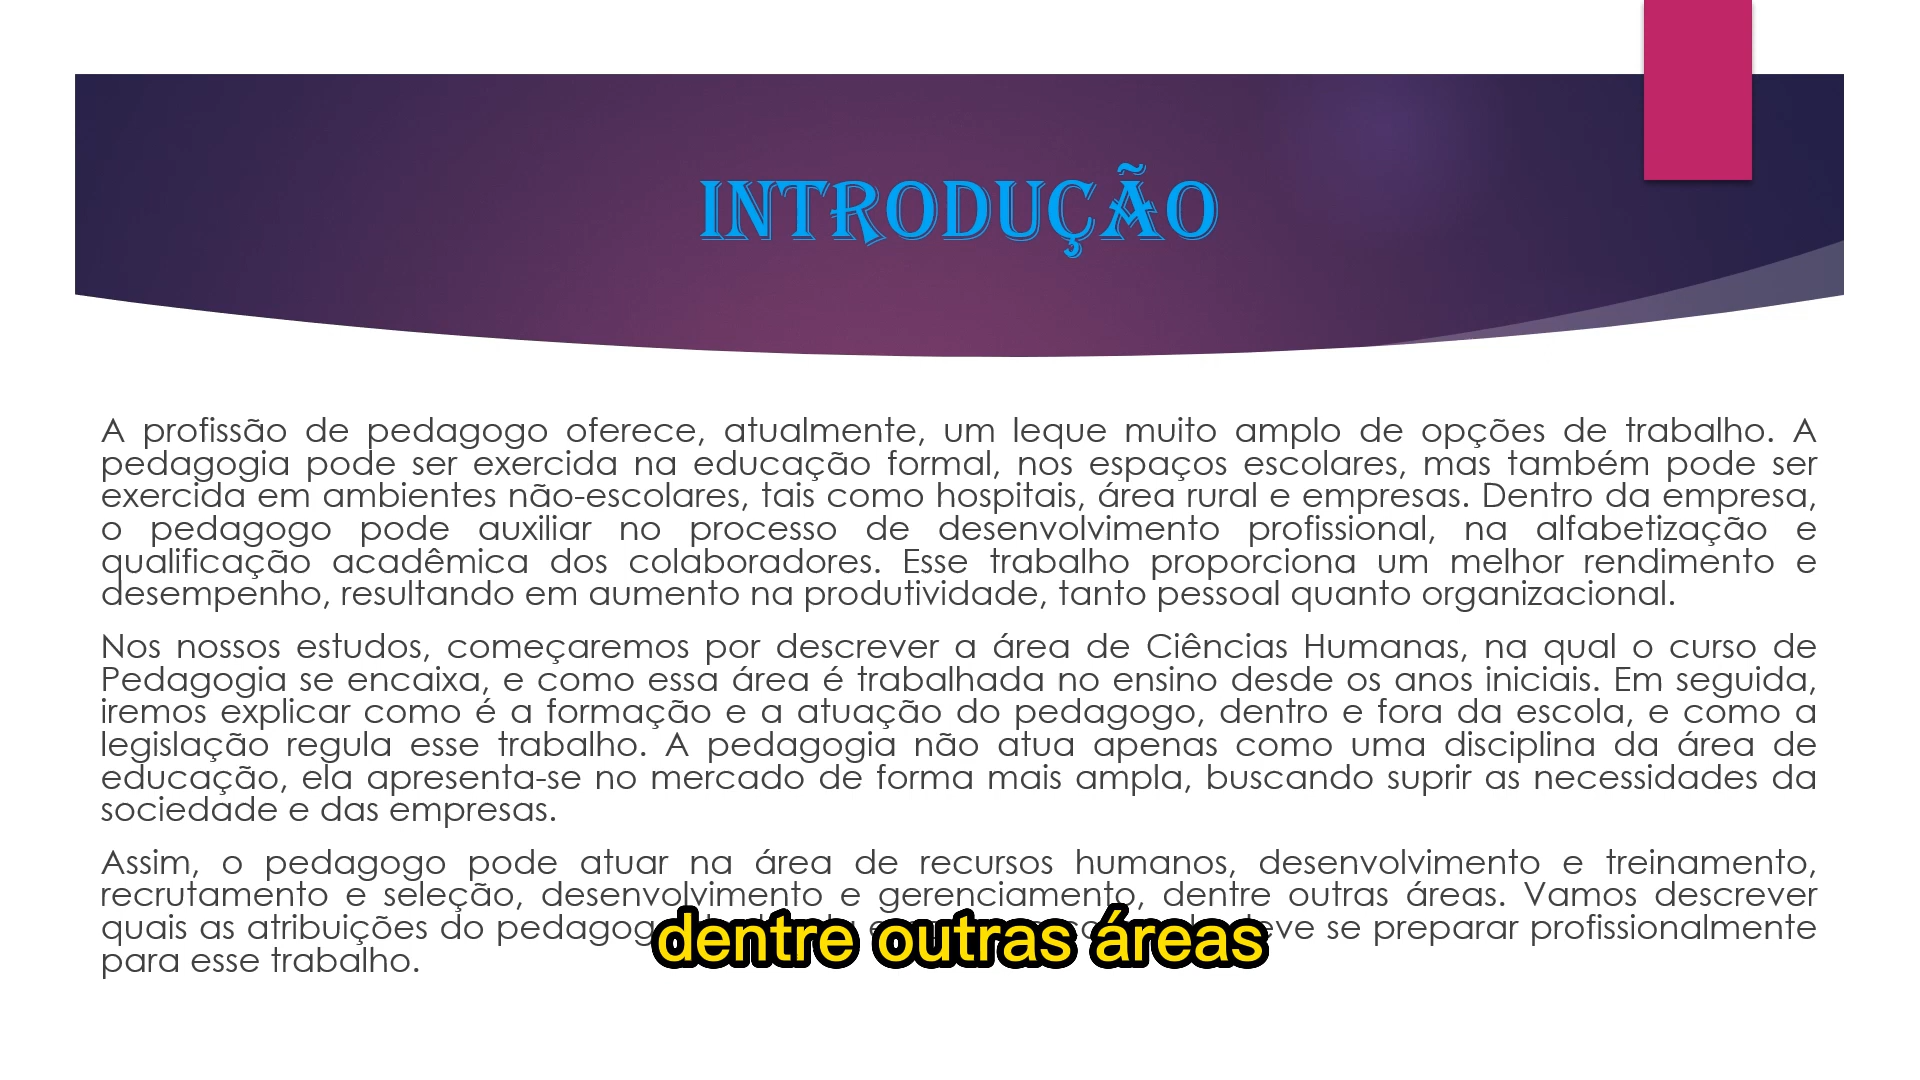 INTRODUÇÃO
A profissão de pedagogo oferece, atualmente, um leque muito amplo de opções de trabalho. A
pedagogia pode ser exercida na educação formal, nos espaços escolares, mas também pode ser
exercida em ambientes não-escolares, tais como hospitais, área rural e empresas. Dentro da empresa,
o pedagogo pode auxiliar no processo de desenvolvimento profissional, na alfabetização e
qualificação acadêmica dos colaboradores. Esse trabalho proporciona um melhor rendimento e
desempenho, resultando em aumento na produtividade, tanto pessoal quanto organizacional.
Nos nossos estudos, começaremos por descrever a área de Ciências Humanas, na qual o curso de
Pedagogia se encaixa, e como essa área é trabalhada no ensino desde os anos iniciais. Em seguida,
iremos explicar como é a formação e a atuação do pedagogo, dentro e fora da escola, e como a
legislação regula esse trabalho. A pedagogia não atua apenas como uma disciplina da área de
educação, ela apresenta-se no mercado de forma mais ampla, buscando suprir as necessidades da
sociedade e das empresas.
Assim, o pedagogo pode atuar na área de recursos humanos, desenvolvimento e treinamento,
recrutamento e seleção, desenvolvimento e gerenciamento, dentre outras áreas. Vamos descrever
quais as atribuições do se preparar profissionalmente
para esse trabalho.
dentre outras áreas